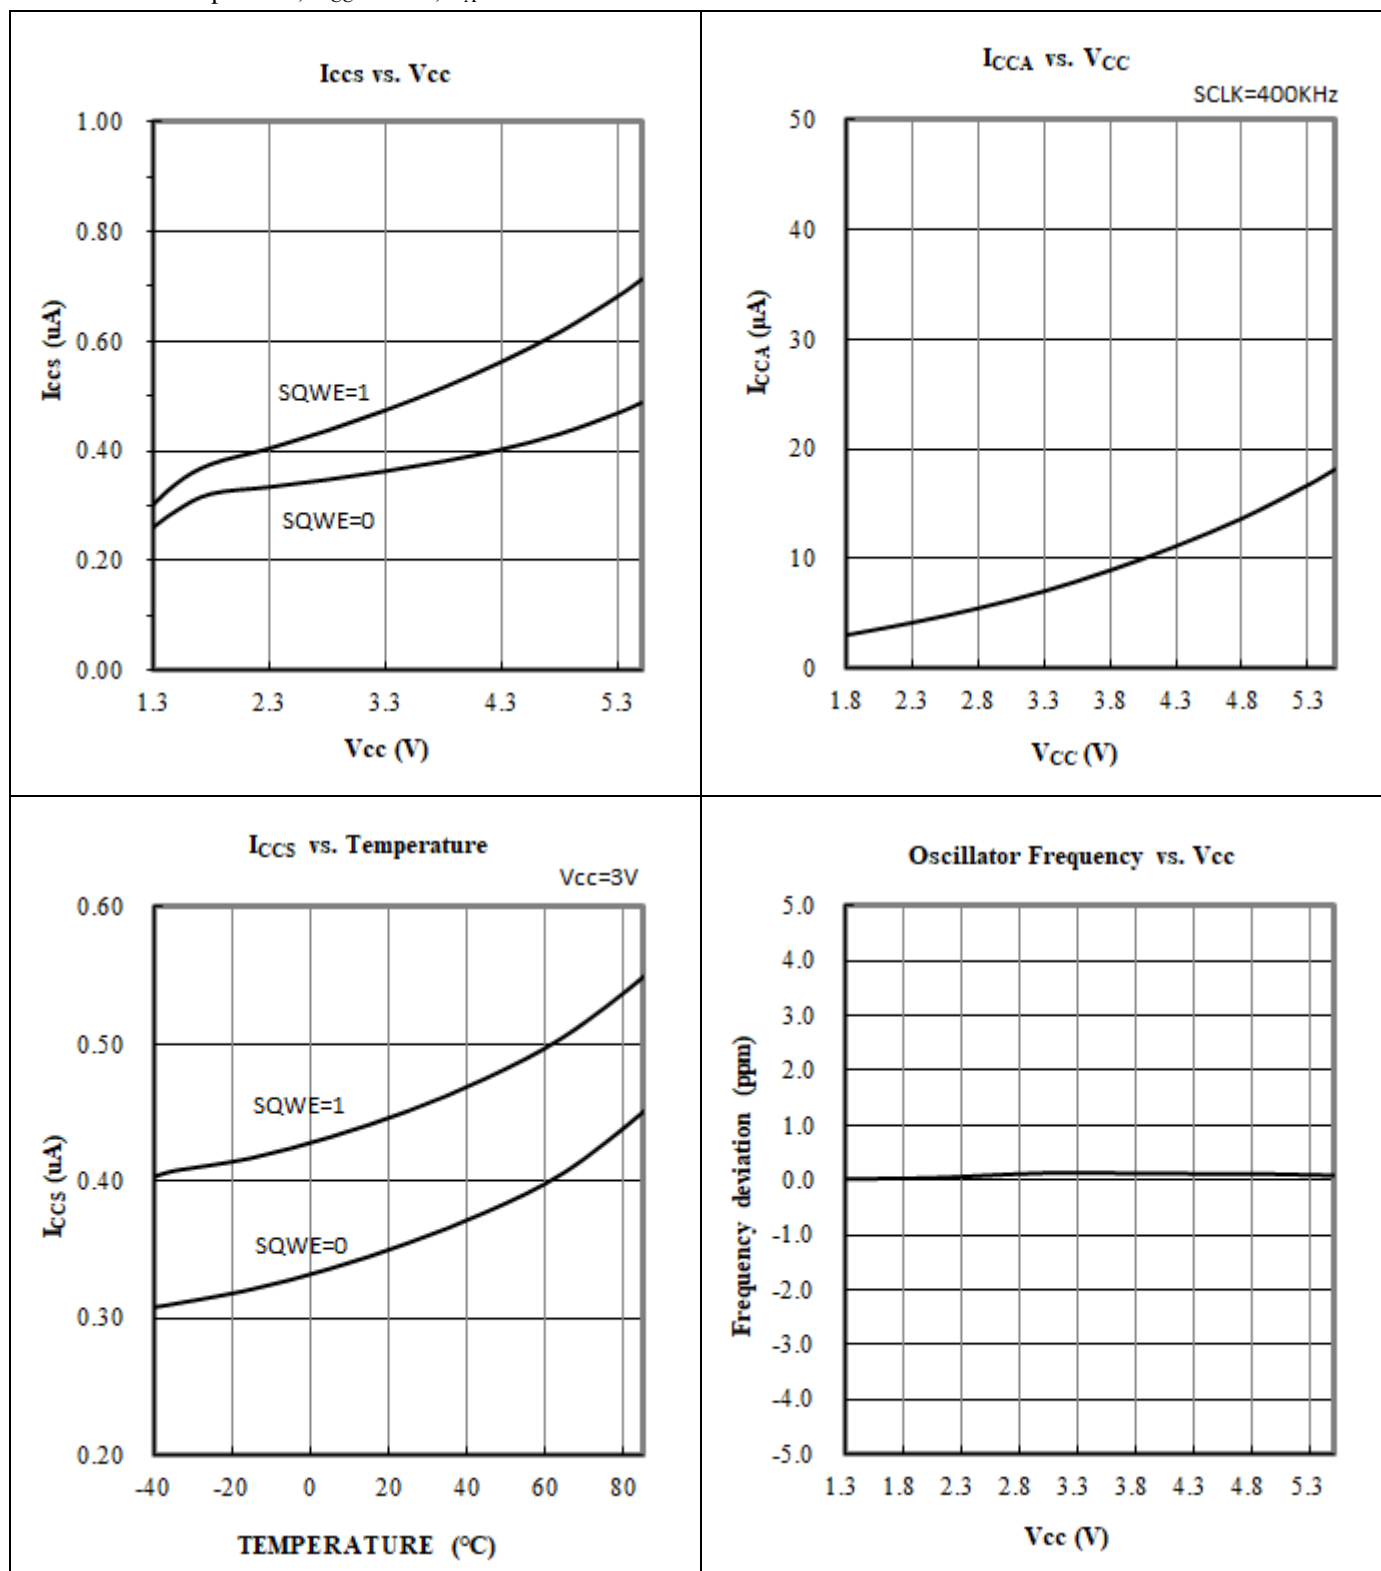 Iccs vs. Vcc
1.00
0.80
0.60
0.40
0.20
0.00
Iccs (uA)
SQWE=1
SQWE=0
1.3 2.3 3.3 4.3 5.3
Vcc (V)
ICCA vs. VCC
SCLK=400KHz
50
40
30
20
10
0
ICCA (µA)
1.8 2.3 2.8 3.3 3.8 4.3 4.8 5.3
VCC (V)
ICCS vs. Temperature
Vcc=3V
0.60
0.50
0.40
0.30
0.20
ICCS (uA)
SQWE=1
SQWE=0
-40 -20 0 20 40 60 80
TEMPERATURE (°C)
Oscillator Frequency vs. Vcc
5.0
4.0
3.0
2.0
1.0
0.0
-1.0
-2.0
-3.0
-4.0
-5.0
Frequency deviation (ppm)
1.3 1.8 2.3 2.8 3.3 3.8 4.3 4.8 5.3
Vcc (V)